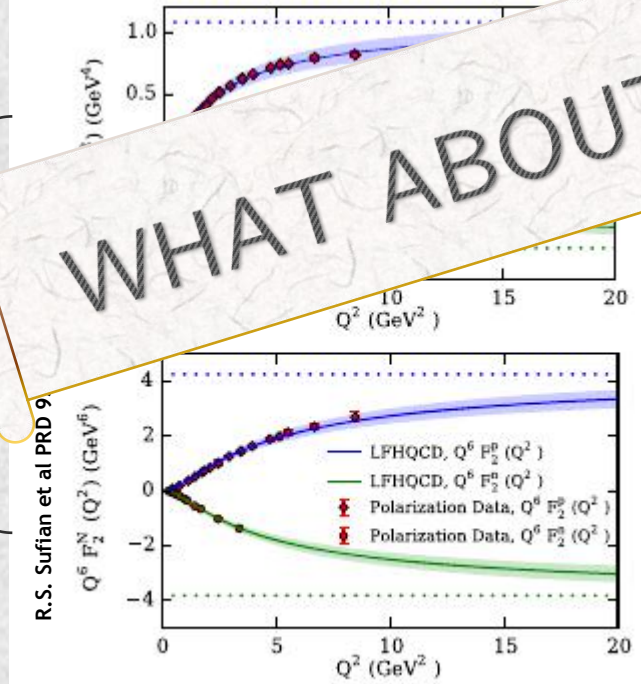 1.0
0.5
(GeV⁴)
WHAT ABOUT
10 15 20
Q² (GeV² )
R.S. Sufian et al PRD 9
Q⁶ F₂ᴺ (Q²) (GeV⁶)
4
2
0
−2
−4
LFHQCD, Q⁶ F₂ᵖ (Q² )
LFHQCD, Q⁶ F₂ⁿ (Q² )
Polarization Data, Q⁶ F₂ᵖ (Q² )
Polarization Data, Q⁶ F₂ⁿ (Q² )
0 5 10 15 20
Q² (GeV² )